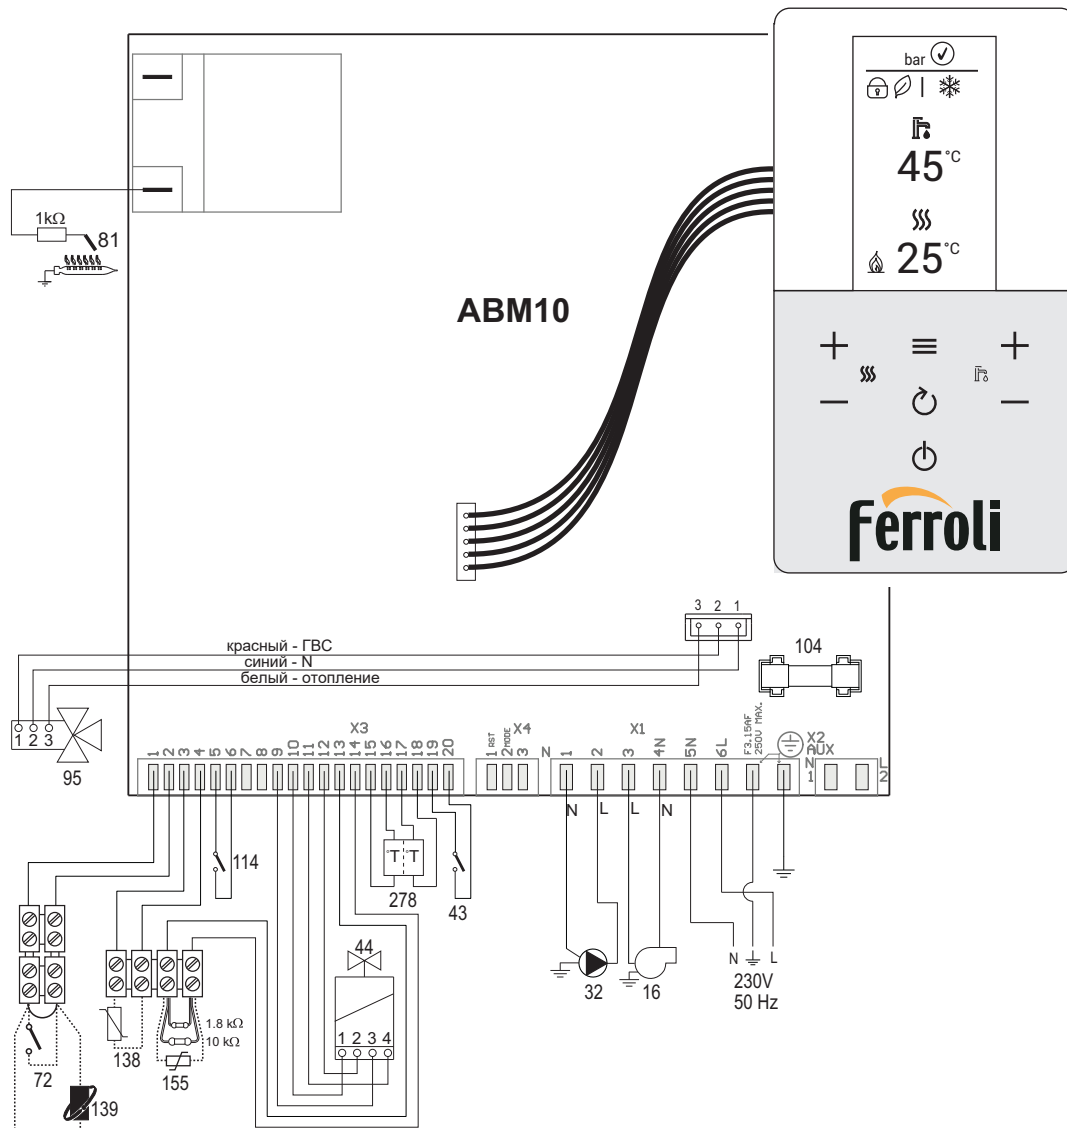 bar
45°C
25°C
ferroli
ABM10
1kΩ
81
3 2 1
красный - ГВС
синий - N
белый - отопление
104
1 2 3
95
X3
1 2 3 4 5 6 7 8 9 10 11 12 13 14 15 16 17 18 19 20
X4
1 RST
2 MODE
3
X1
N 1 2 3 4N 5N 6L
F3.15AF
250V MAX.
X2
AUX
N
1
L
2
N L L N
114
°T °T
278
43
44
1 2 3 4
32
16
N L
230V
50 Hz
72
139
138
1.8 kΩ
10 kΩ
155